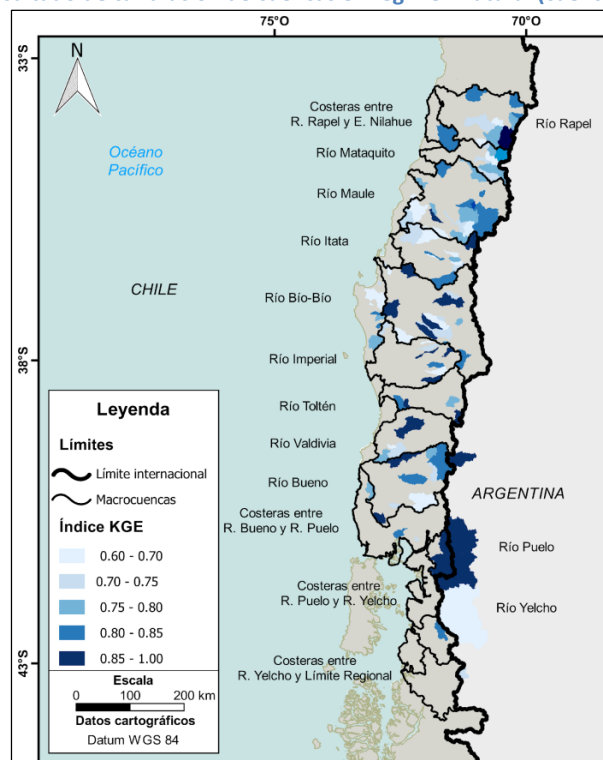 75°O
70°O
33°S
N
Costeras entre
R. Rapel y E. Nilahue
Río Rapel
Océano
Pacífico
Río Mataquito
Río Maule
Río Itata
CHILE
Río Bío-Bío
Río Imperial
38°S
Río Toltén
Río Valdivia
Río Bueno
ARGENTINA
Costeras entre
R. Bueno y R. Puelo
Río Puelo
Costeras entre
R. Puelo y R. Yelcho
Río Yelcho
Costeras entre
R. Yelcho y Límite Regional
43°S
Leyenda
Límites
Límite internacional
Macrocuencas
Índice KGE
0.60 - 0.70
0.70 - 0.75
0.75 - 0.80
0.80 - 0.85
0.85 - 1.00
Escala
0 100 200 km
Datos cartográficos
Datum WGS 84